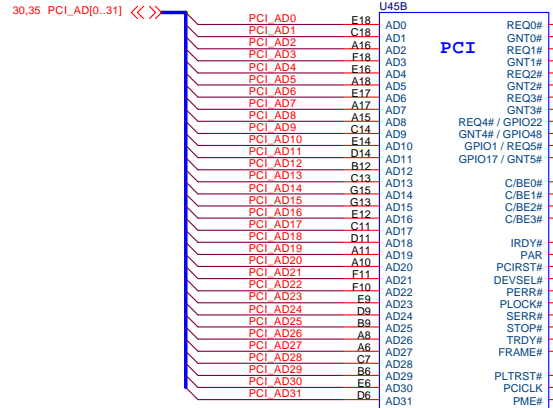 30,35 PCI_AD[0..31]
U45B
PCI
PCI_AD0 E18 AD0 REQ0#
PCI_AD1 C18 AD1 GNT0#
PCI_AD2 A16 AD2 REQ1#
PCI_AD3 F18 AD3 GNT1#
PCI_AD4 E16 AD4 REQ2#
PCI_AD5 A18 AD5 GNT2#
PCI_AD6 E17 AD6 REQ3#
PCI_AD7 A17 AD7 GNT3#
PCI_AD8 A15 AD8 REQ4# / GPIO22
PCI_AD9 C14 AD9 GNT4# / GPIO48
PCI_AD10 E14 AD10 GPIO1 / REQ5#
PCI_AD11 D14 AD11 GPIO17 / GNT5#
PCI_AD12 B12 AD12
PCI_AD13 C13 AD13 C/BE0#
PCI_AD14 G15 AD14 C/BE1#
PCI_AD15 G13 AD15 C/BE2#
PCI_AD16 E12 AD16 C/BE3#
PCI_AD17 C11 AD17
PCI_AD18 D11 AD18 IRDY#
PCI_AD19 A11 AD19 PAR
PCI_AD20 A10 AD20 PCIRST#
PCI_AD21 F11 AD21 DEVSEL#
PCI_AD22 F10 AD22 PERR#
PCI_AD23 E9 AD23 PLOCK#
PCI_AD24 D9 AD24 SERR#
PCI_AD25 B9 AD25 STOP#
PCI_AD26 A8 AD26 TRDY#
PCI_AD27 A6 AD27 FRAME#
PCI_AD28 C7 AD28
PCI_AD29 B6 AD29 PLTRST#
PCI_AD30 E6 AD30 PCICLK
PCI_AD31 D6 AD31 PME#